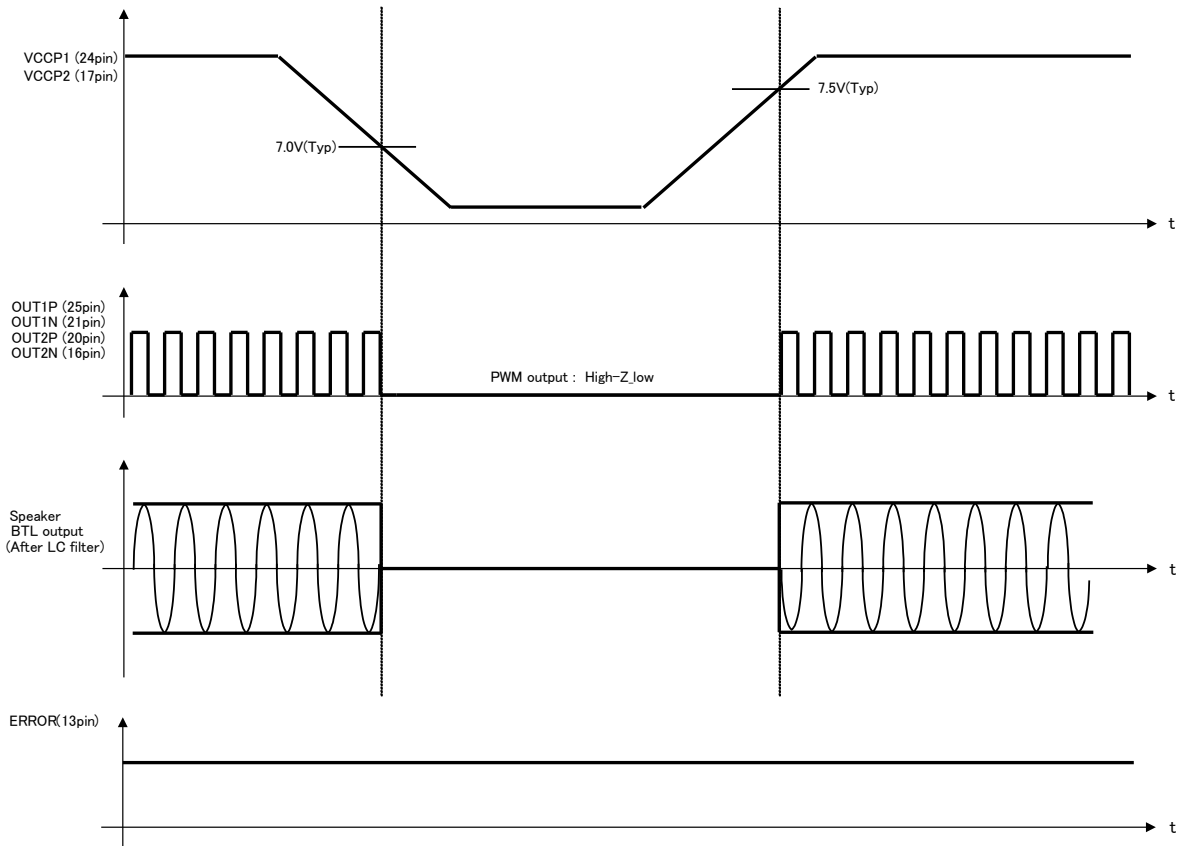 VCCP1 (24pin)
VCCP2 (17pin)
7.5V(Typ)
7.0V(Typ)
t
OUT1P (25pin)
OUT1N (21pin)
OUT2P (20pin)
OUT2N (16pin)
PWM output : High-Z_low
t
Speaker
BTL output
(After LC filter)
t
ERROR(13pin)
t